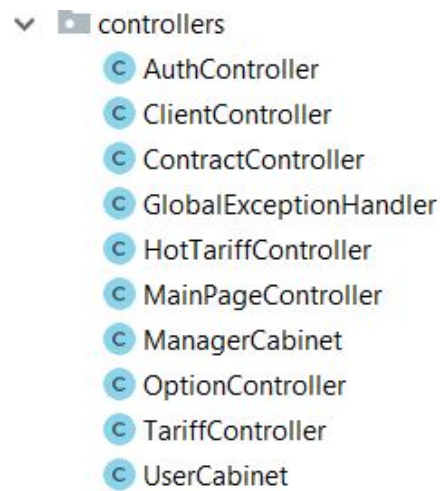 controllers
C AuthController
C ClientController
C ContractController
C GlobalExceptionHandler
C HotTariffController
C MainPageController
C ManagerCabinet
C OptionController
C TariffController
C UserCabinet